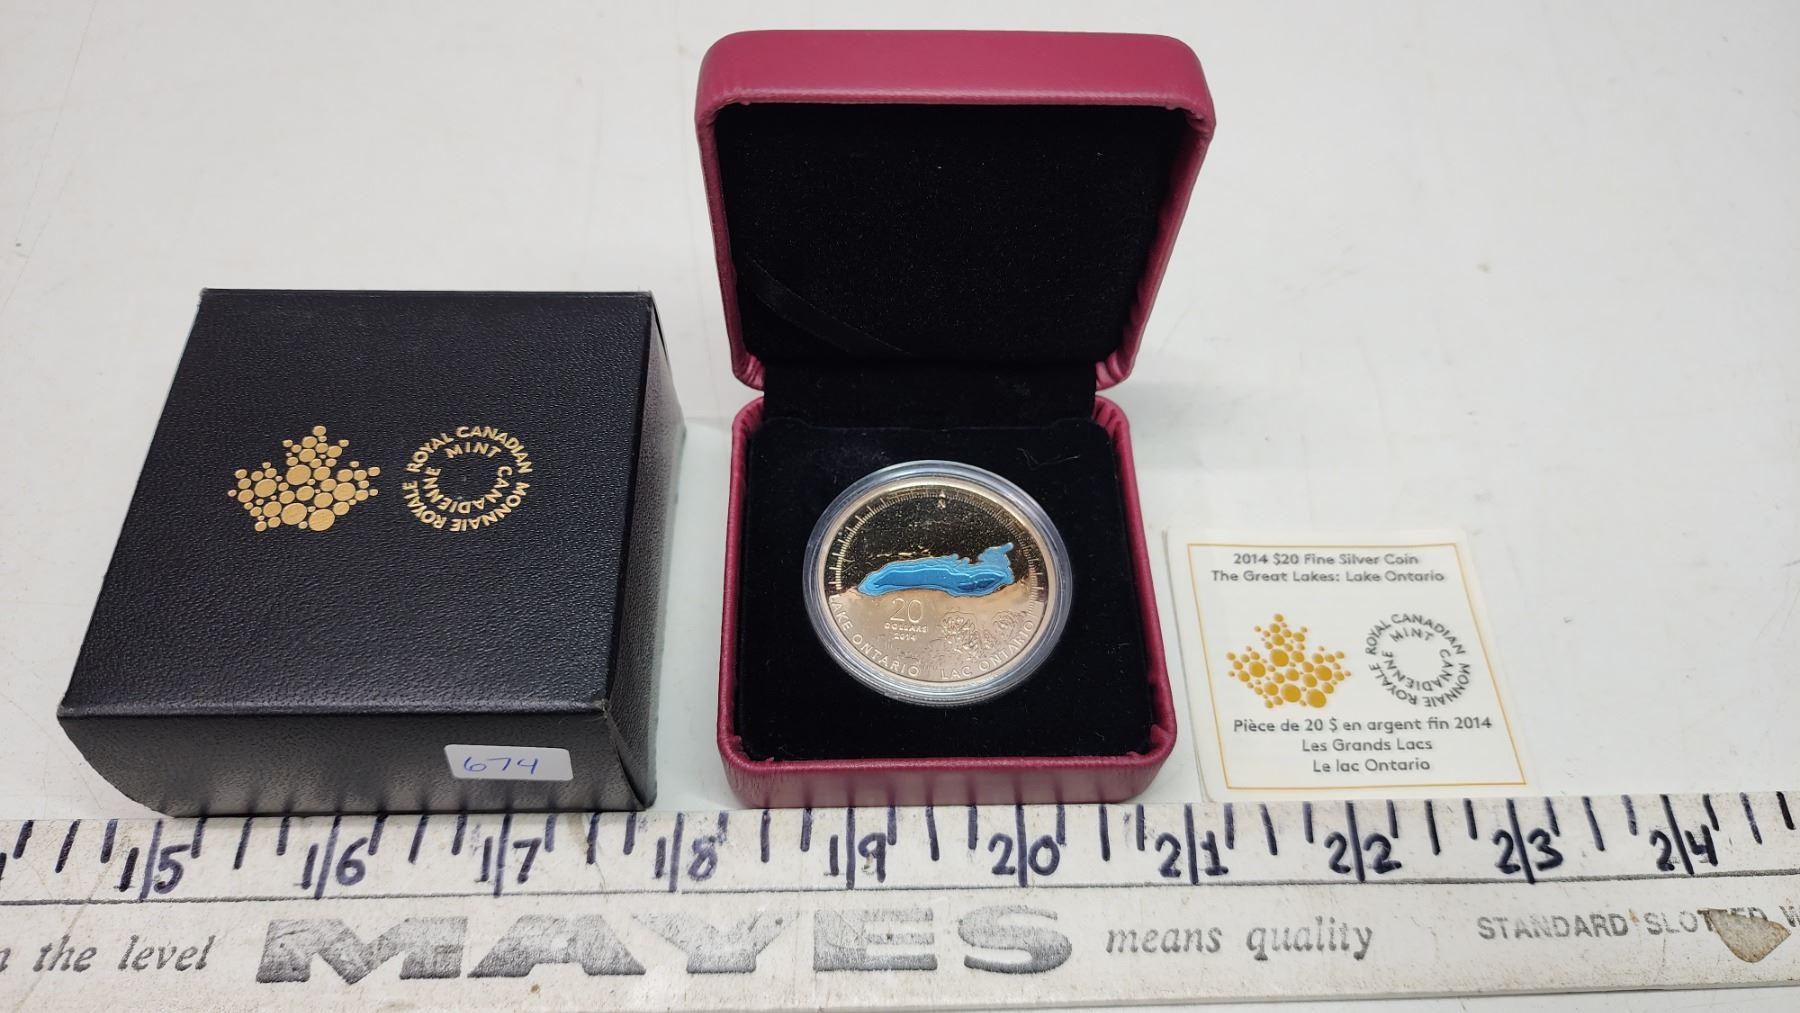 ROYAL CANADIAN MINT
MONNAIE ROYALE CANADIENNE
674
N
20
DOLLARS
2014
LAKE ONTARIO LAC ONTARIO
2014 $20 Fine Silver Coin
The Great Lakes: Lake Ontario
ROYAL CANADIAN MINT
MONNAIE ROYALE CANADIENNE
Pièce de 20 $ en argent fin 2014
Les Grands Lacs
Le lac Ontario
15 16 17 18 19 20 21 22 23 24
the level MAYES means quality STANDARD